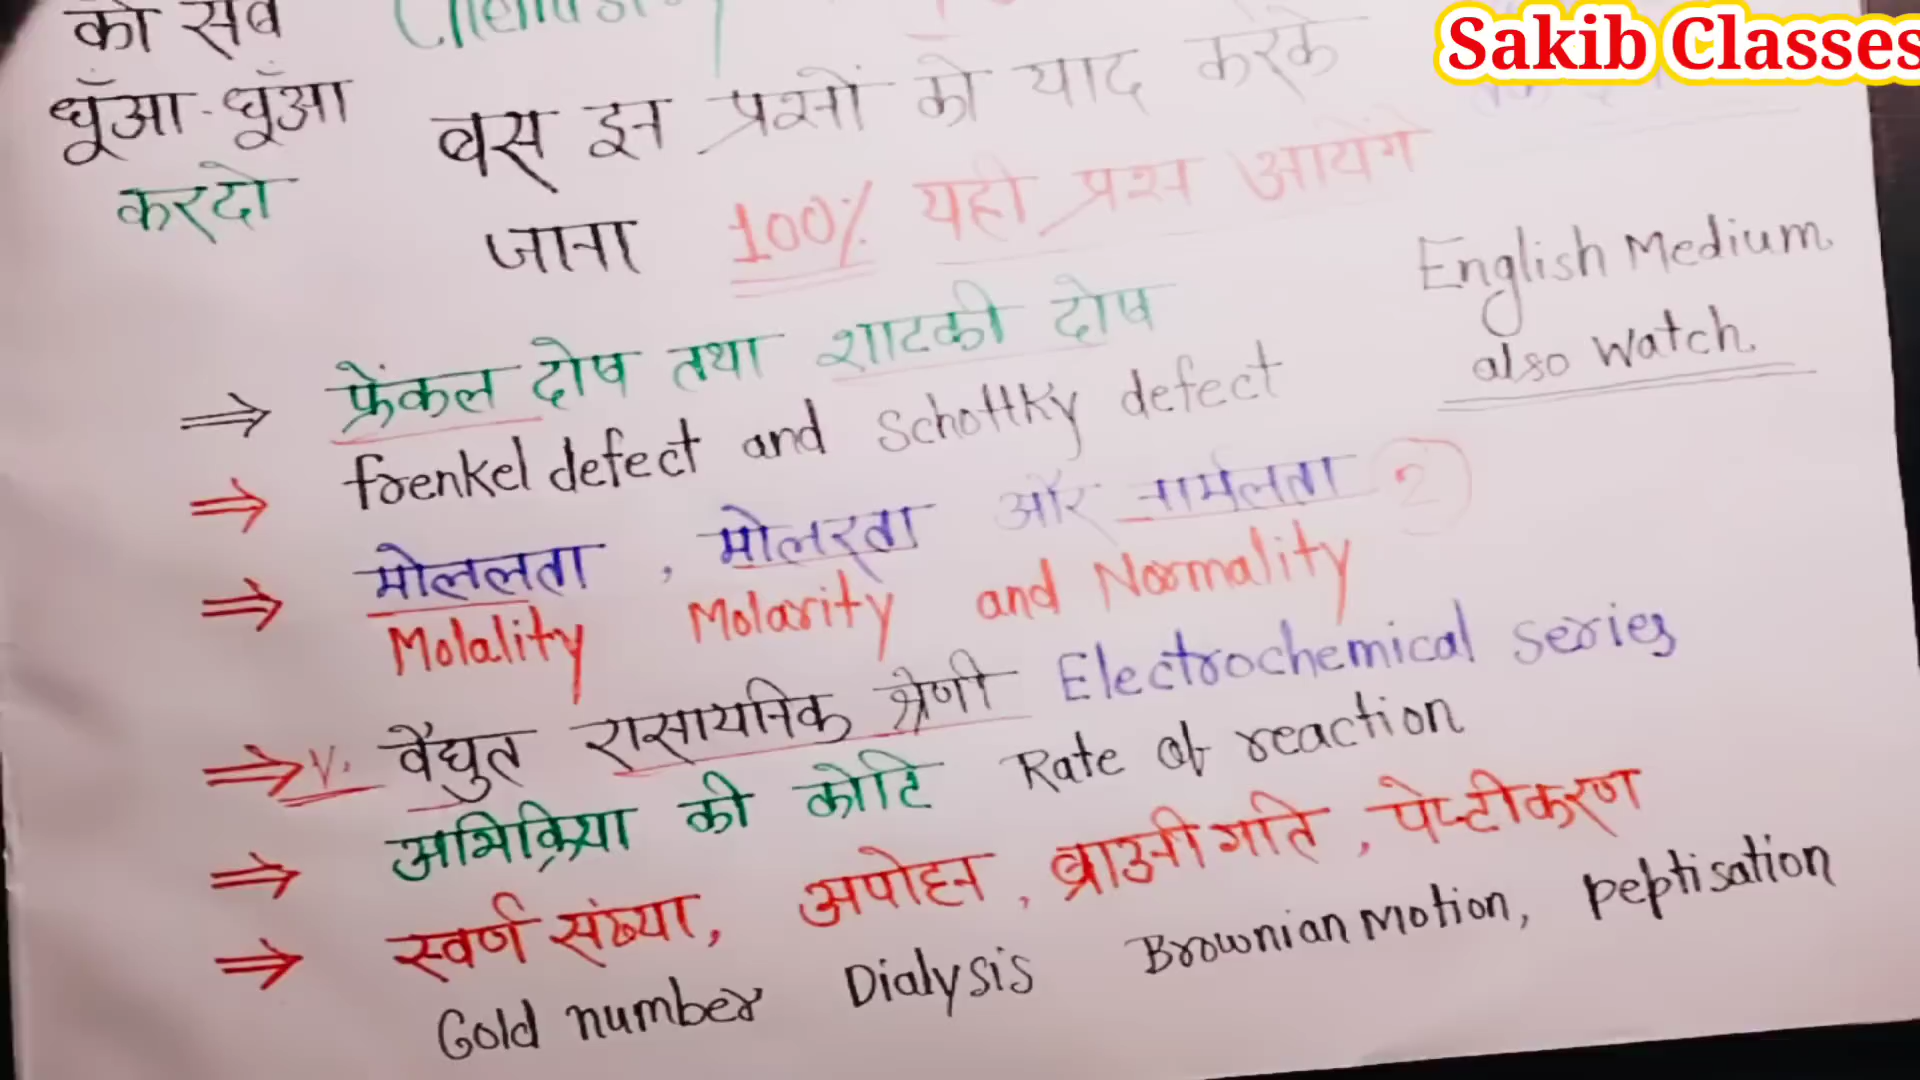 Sakib Classes
को सब
धूँआ-धूँआ
करदो
बस इन प्रश्नों को याद करके
जाना 100% यही प्रश्न आयेंगे
English Medium
also watch
⇒ फ्रेंकल दोष तथा शाटकी दोष
⇒ frenkel defect and Schottky defect
⇒ मोललता, मोलरता और नार्मलता 2
Molality Molarity and Normality
⇒ V. वैद्युत रासायनिक श्रेणी Electrochemical series
⇒ अभिक्रिया की कोटि Rate of reaction
⇒ स्वर्ण संख्या, अपोहन, ब्राउनी गति, पेप्टीकरण
Gold number Dialysis Brownian Motion, peptisation